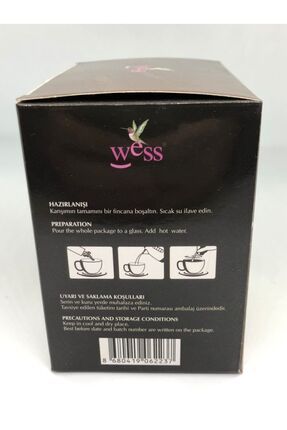 wess
HAZIRLANIŞI
Karışımın tamamını bir fincana boşaltın. Sıcak su ilave edin.
PREPARATION
Pour the whole package to a glass. Add hot water.
UYARI VE SAKLAMA KOŞULLARI
Serin ve kuru yerde muhafaza ediniz.
Tavsiye edilen tüketim tarihi ve Parti numarası ambalaj üzerindedir.
PRECAUTIONS AND STORAGE CONDITIONS
Keep in cool and dry place.
Best before date and batch number are written on the package.
8 680419 062237